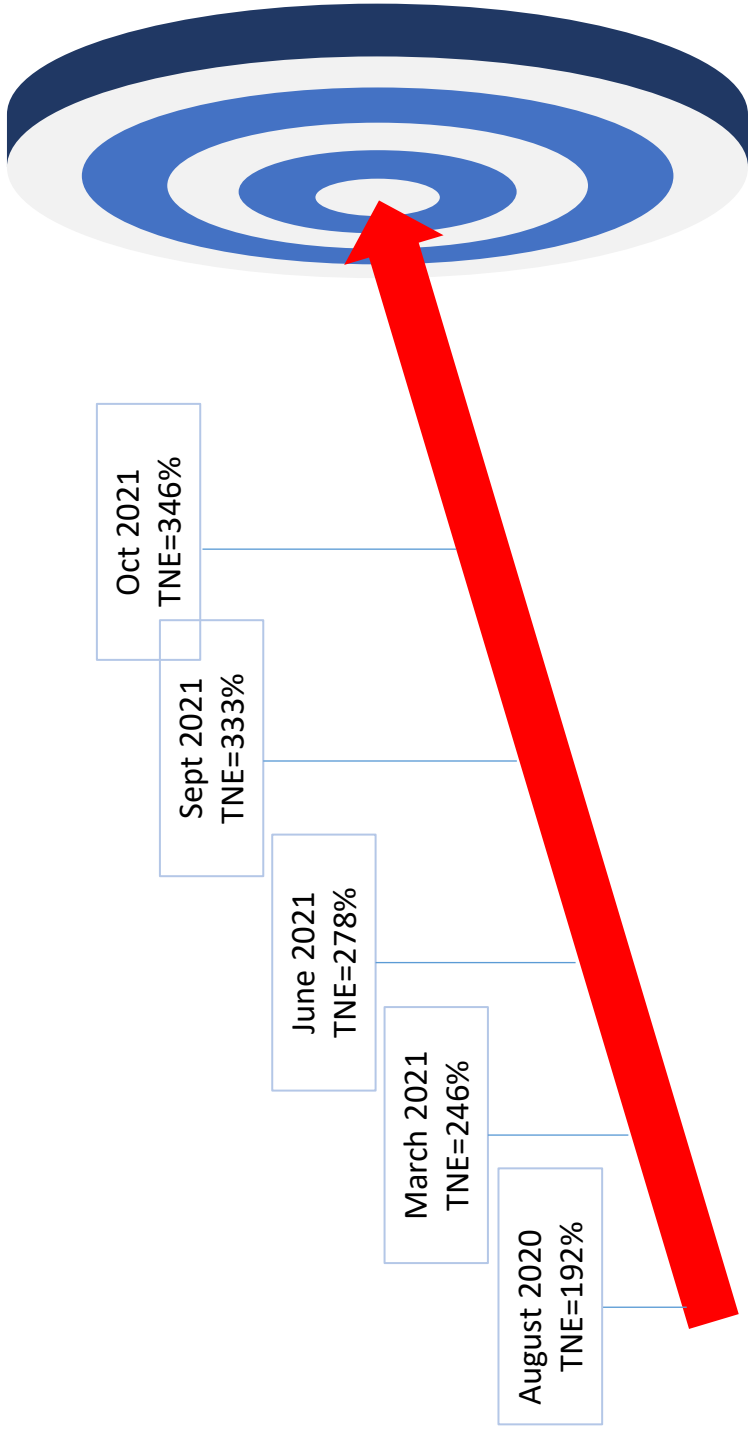 August 2020
TNE=192%
March 2021
TNE=246%
June 2021
TNE=278%
Sept 2021
TNE=333%
Oct 2021
TNE=346%